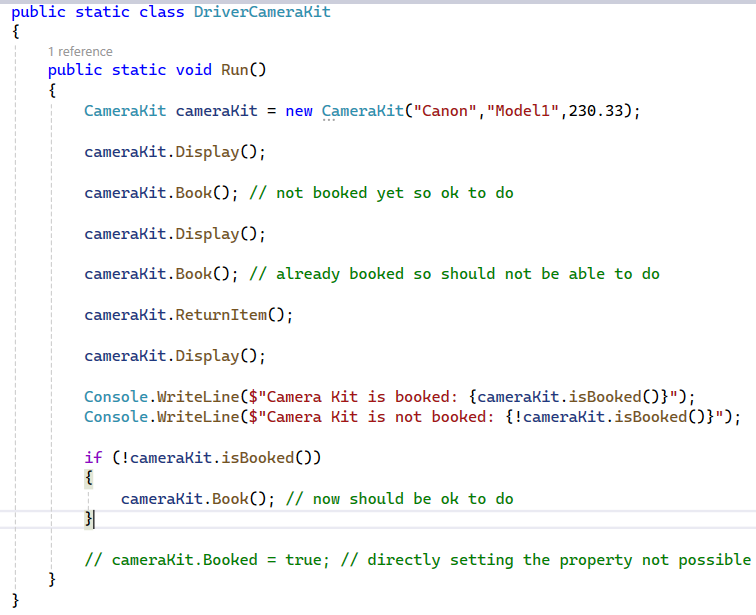 public static class DriverCameraKit
{
1 reference
public static void Run()
{
CameraKit cameraKit = new CameraKit("Canon","Model1",230.33);
cameraKit.Display();
cameraKit.Book(); // not booked yet so ok to do
cameraKit.Display();
cameraKit.Book(); // already booked so should not be able to do
cameraKit.ReturnItem();
cameraKit.Display();
Console.WriteLine($"Camera Kit is booked: {cameraKit.isBooked()}");
Console.WriteLine($"Camera Kit is not booked: {!cameraKit.isBooked()}");
if (!cameraKit.isBooked())
{
cameraKit.Book(); // now should be ok to do
}
// cameraKit.Booked = true; // directly setting the property not possible
}
}